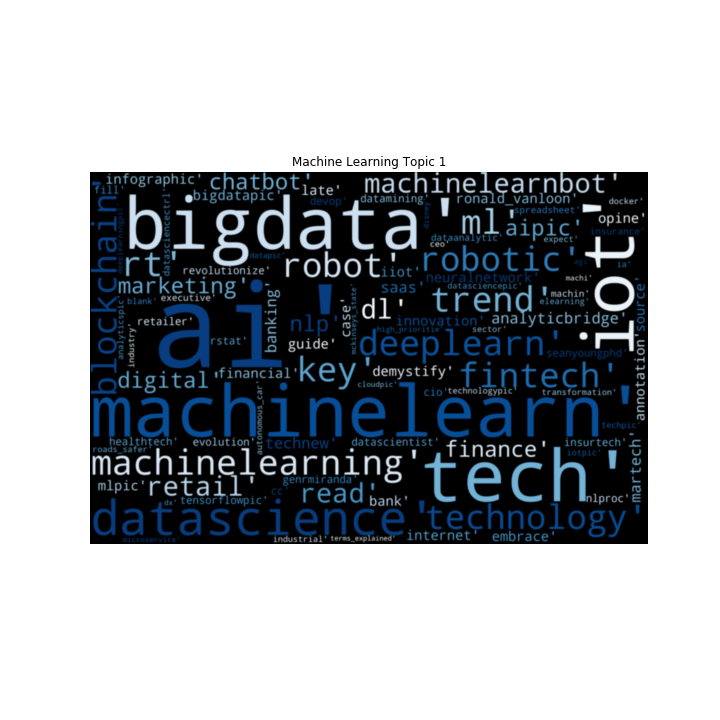 Machine Learning Topic 1
infographic'
chatbot'
late'
machinelearnbot'
fill'
bigdatapic'
devop'
datamining'
ronald_vanloon'
docker'
spreadsheet'
blockchain'
datasciencectrl'
bigdata'
disney'
ml'
aipic'
opine'
dataanalytic'
expect'
insurance'
ceo'
rt'
datapic'
revolutionize'
robot'
iiot'
robotic'
iot'
neuralnetwork'
machi'
marketing'
saas'
datasciencepic'
elearning'
blank'
executive'
trend'
machin'
source'
ai'
banking'
case'
dl'
analyticspic'
industry'
retailer'
nlp'
innovation'
analyticbridge'
high_prioritie'
sector'
rstat'
guide'
mckinseys_state'
deeplearn'
seanyoungphd'
digital'
financial'
key'
demystify'
fintech'
annotation'
cloudpic'
cio'
technologypic'
transformation'
autonomous_car'
machinelearn'
techpic'
healthtech'
evolution'
technew'
datascientist'
finance'
insurtech'
roads_safer'
iotpic'
martech'
machinelearning'
tech'
mlpic'
retail'
genrmiranda'
cc'
read'
bank'
nlproc'
tensorflowpic'
datascience'
technology'
microservice'
industrial'
terms_explained'
internet'
embrace'